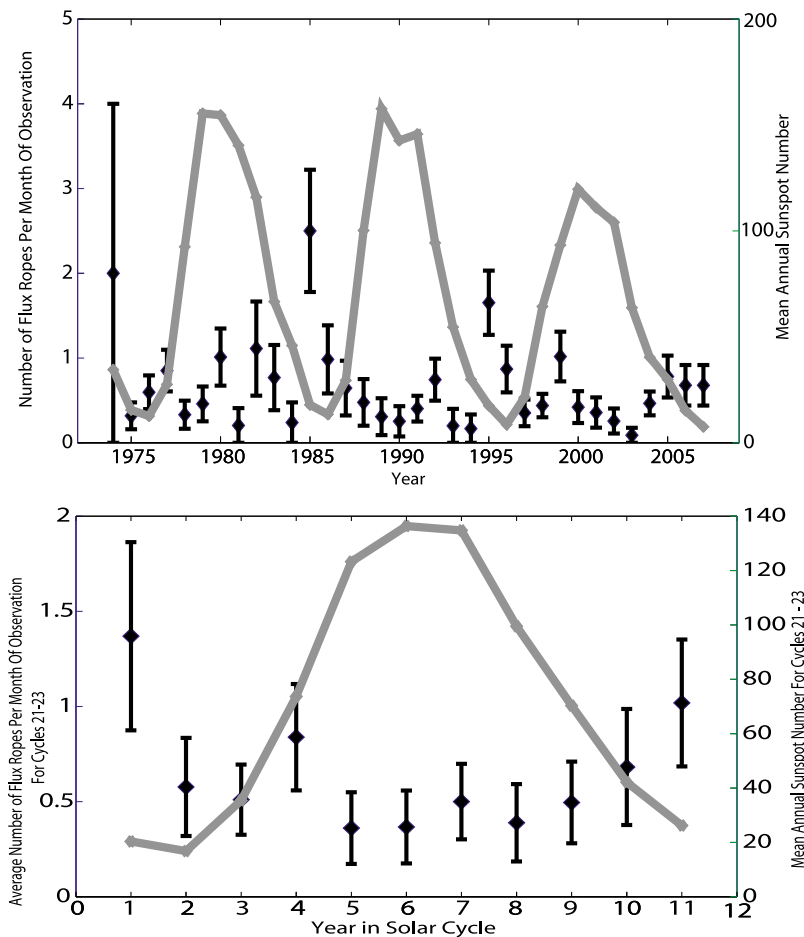 5
4
3
2
1
0
Number of Flux Ropes Per Month Of Observation
200
100
0
Mean Annual Sunspot Number
1975 1980 1985 1990 1995 2000 2005
Year
2
1.5
1
0.5
0
Average Number of Flux Ropes Per Month Of Observation
For Cycles 21-23
140
120
100
80
60
40
20
0
Mean Annual Sunspot Number For Cycles 21 - 23
0 1 2 3 4 5 6 7 8 9 10 11 12
Year in Solar Cycle